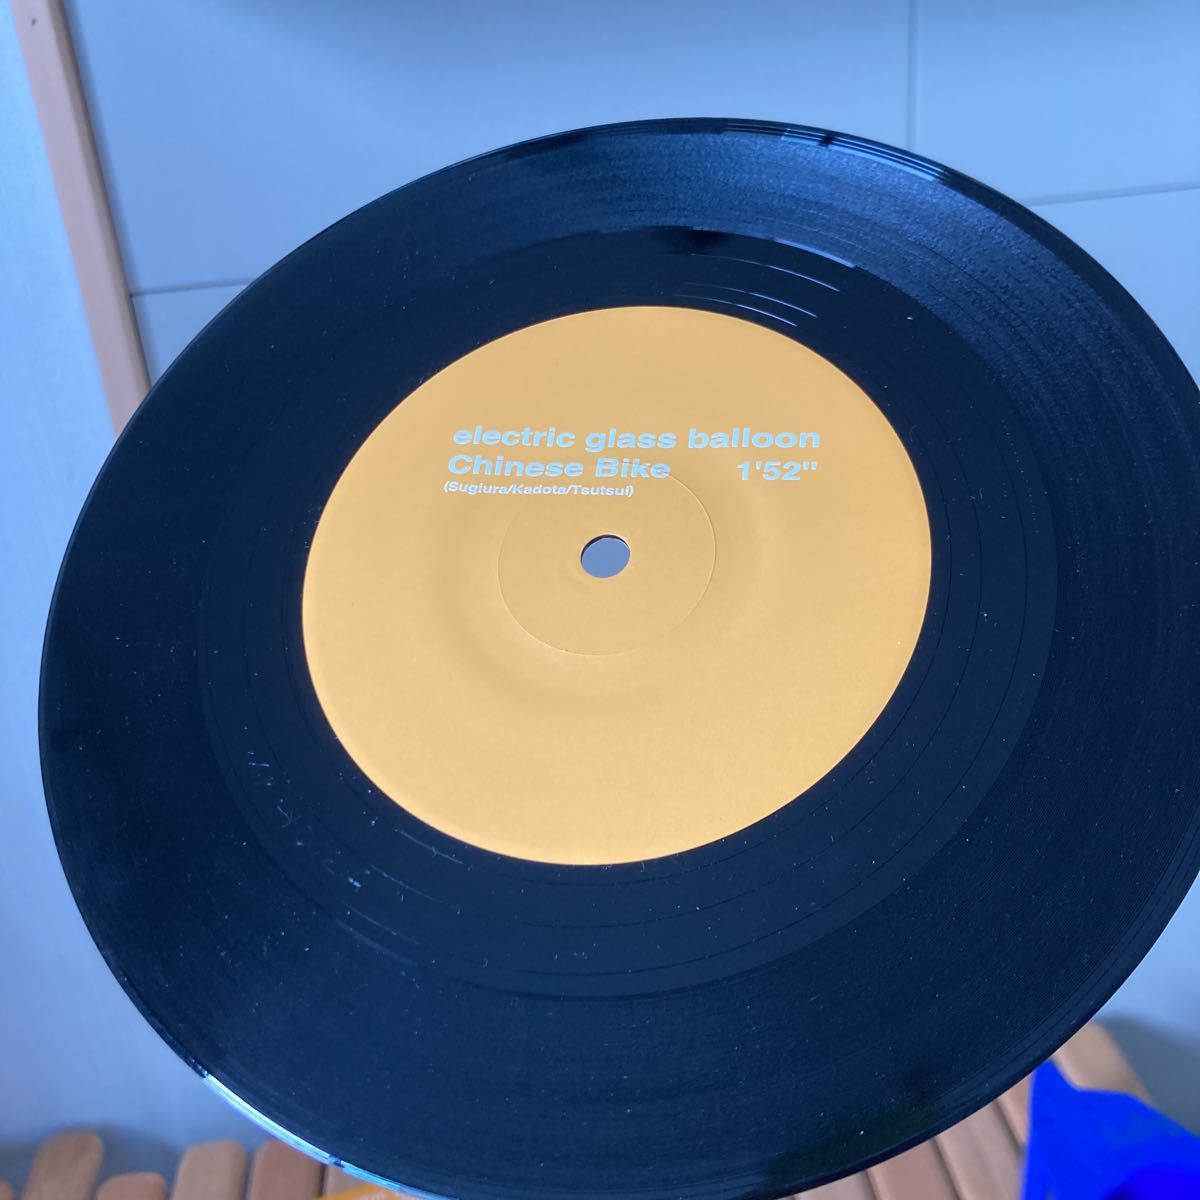 electric glass balloon
Chinese Bike 1'52"
(Sugiura/Kadota/Tsutsui)